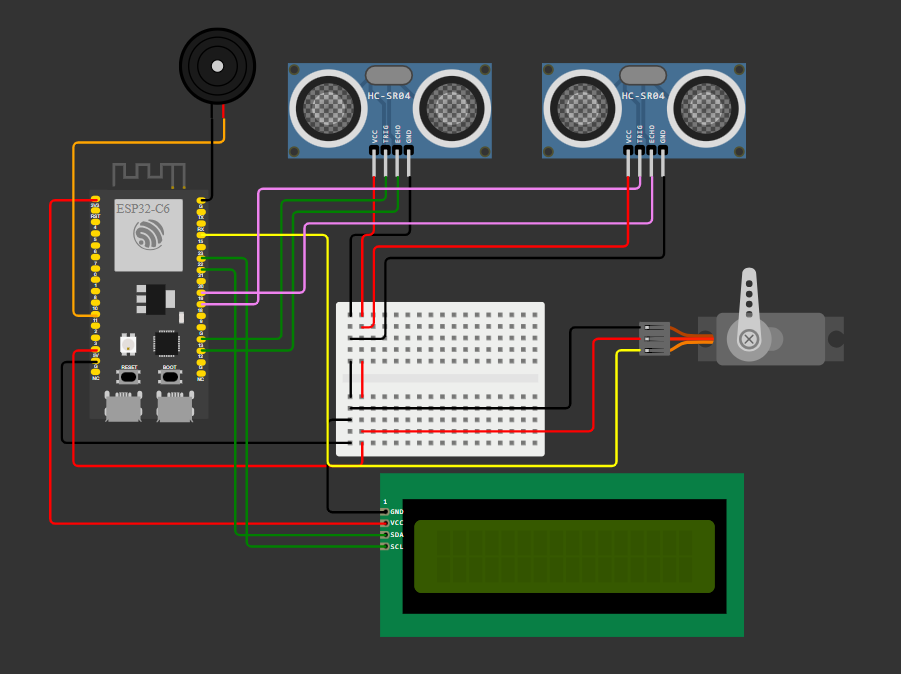 HC-SR04
VCC
TRIG
ECHO
GND
HC-SR04
VCC
TRIG
ECHO
GND
ESP32-C6
RST
RX
NC
NC
RESET
BOOT
1
GND
VCC
SDA
SCL